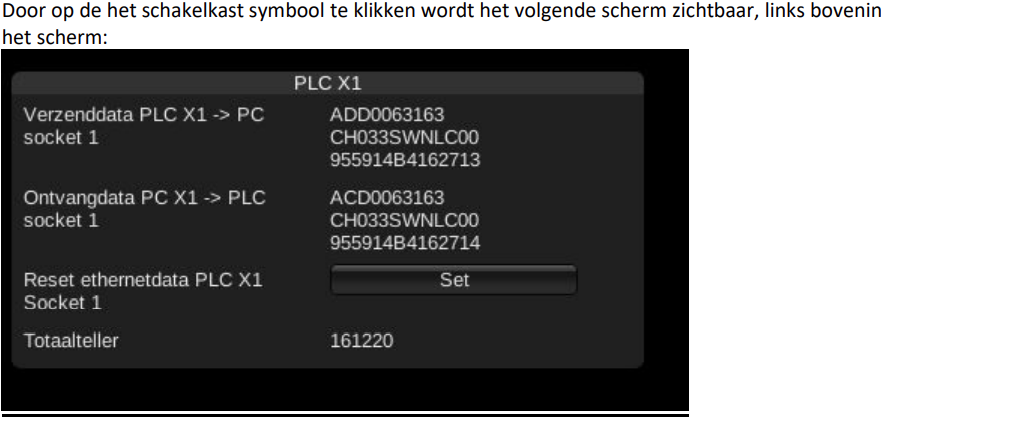 Door op de het schakelkast symbool te klikken wordt het volgende scherm zichtbaar, links bovenin
het scherm:
PLC X1
Verzenddata PLC X1 -> PC
socket 1
ADD0063163
CH033SWNLC00
955914B4162713
Ontvangdata PC X1 -> PLC
socket 1
ACD0063163
CH033SWNLC00
955914B4162714
Reset ethernetdata PLC X1
Socket 1
Set
Totaalteller
161220